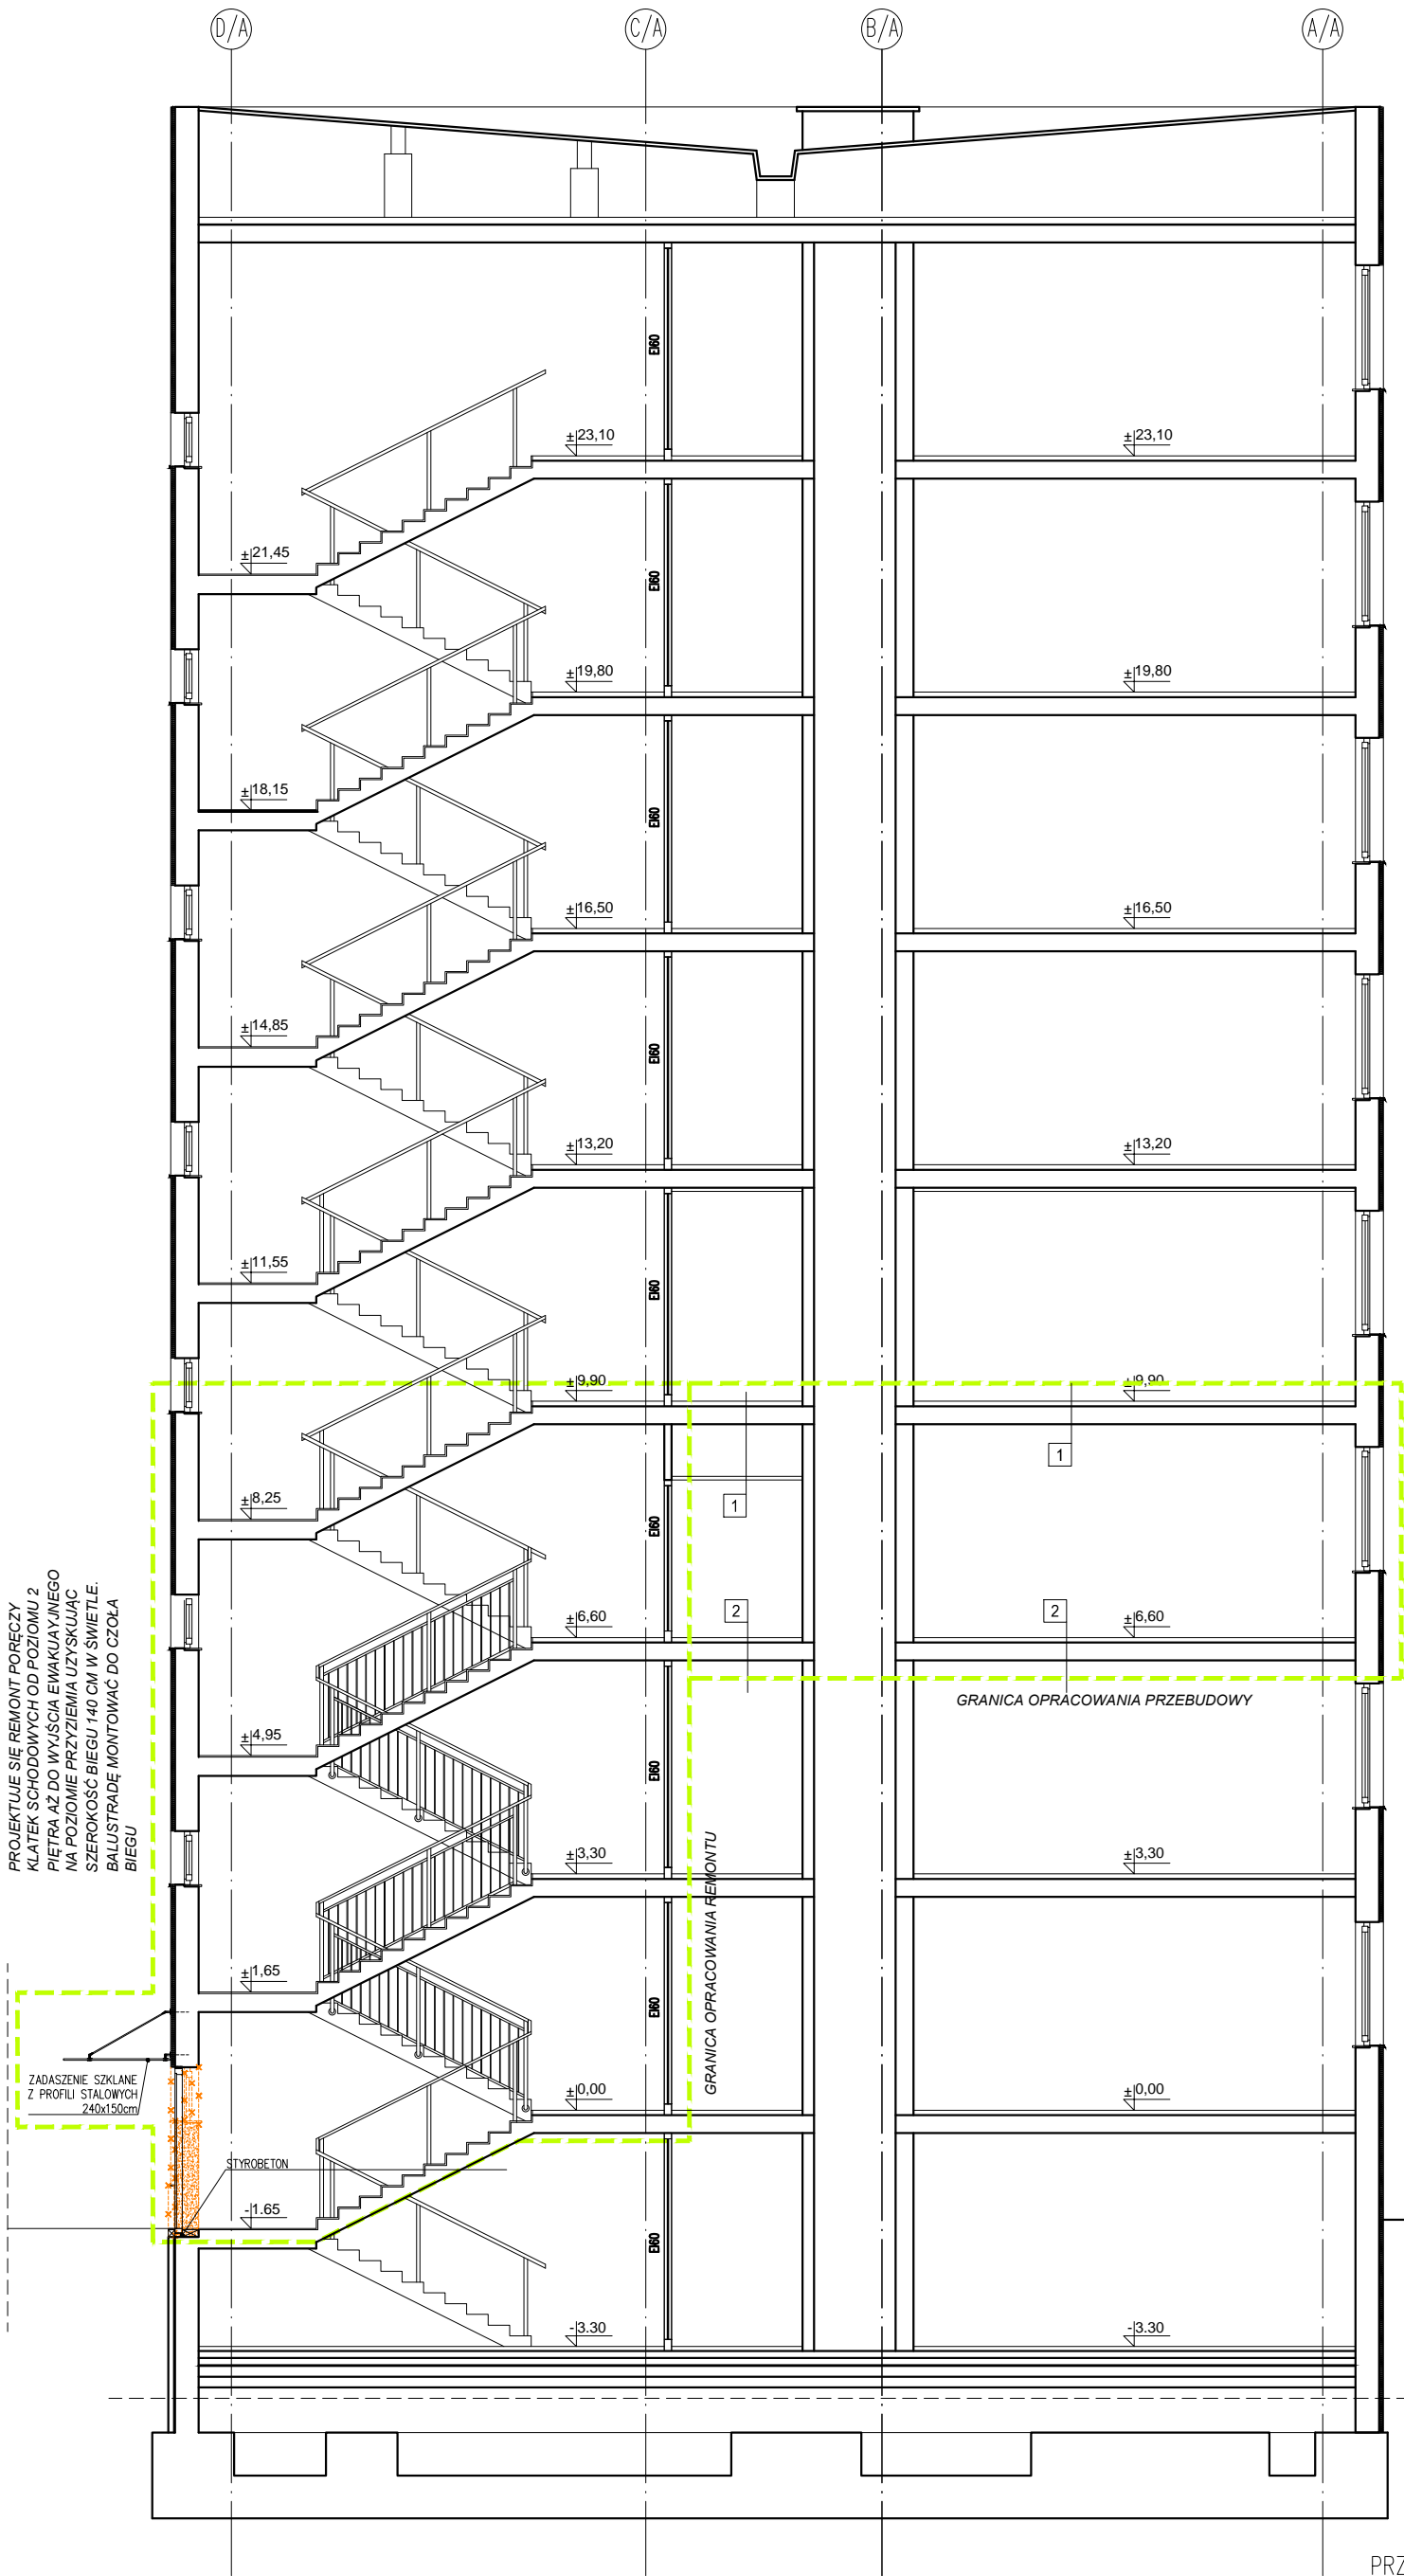 D/A
C/A
B/A
A/A
EI60
±23,10
±23,10
±21,45
EI60
±19,80
±19,80
±18,15
EI60
±16,50
±16,50
±14,85
EI60
±13,20
±13,20
±11,55
EI60
±9,90
±9,90
1
1
±8,25
EI60
2
2
±6,60
±6,60
GRANICA OPRACOWANIA PRZEBUDOWY
PROJEKTUJE SIĘ REMONT PORĘCZY
KLATEK SCHODOWYCH OD POZIOMU 2
PIĘTRA AŻ DO WYJŚCIA EWAKUAYJNEGO
NA POZIOMIE PRZYZIEMIA UZYSKUJĄC
SZEROKOŚĆ BIEGU 140 CM W ŚWIETLE.
BALUSTRADĘ MONTOWAĆ DO CZOŁA
BIEGU
±4,95
EI60
±3,30
±3,30
GRANICA OPRACOWANIA REMONTU
±1,65
EI60
ZADASZENIE SZKLANE
Z PROFILI STALOWYCH
240x150cm
±0,00
±0,00
STYROBETON
-1.65
EI60
-3.30
-3.30
PRZ